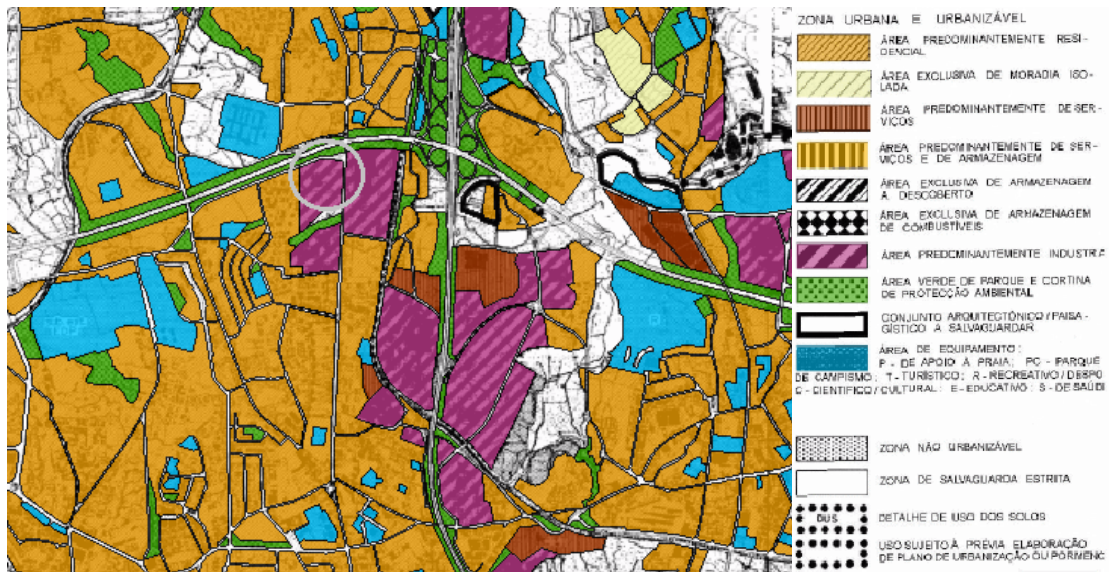 ZONA URBANA E URBANIZÁVEL
ÁREA PREDOMINANTEMENTE RESI-
DENCIAL
ÁREA EXCLUSIVA DE MORADIA ISO-
LADA
ÁREA PREDOMINANTEMENTE DE SER-
VIÇOS
ÁREA PREDOMINANTEMENTE DE SER-
VIÇOS E DE ARMAZENAGEM
ÁREA EXCLUSIVA DE ARMAZENAGEM
A DESCOBERTO
ÁREA EXCLUSIVA DE ARMAZENAGEM
DE COMBUSTÍVEIS
ÁREA PREDOMINANTEMENTE INDUSTRIA
ÁREA VERDE DE PARQUE E CORTINA
DE PROTECÇÃO AMBIENTAL
CONJUNTO ARQUITECTÓNICO/PAISA-
GÍSTICO A SALVAGUARDAR
ÁREA DE EQUIPAMENTO:
P - DE APOIO À PRAIA; PC - PARQUE
DE CAMPISMO; T - TURÍSTICO; R - RECREATIVO/DESPO
C - CIENTÍFICO/CULTURAL; E - EDUCATIVO; S - DE SAÚDE
ZONA NÃO URBANIZÁVEL
ZONA DE SALVAGUARDA ESTRITA
DUS
DETALHE DE USO DOS SOLOS
USO SUJEITO À PRÉVIA ELABORAÇÃO
DE PLANO DE URBANIZAÇÃO OU PORMENO